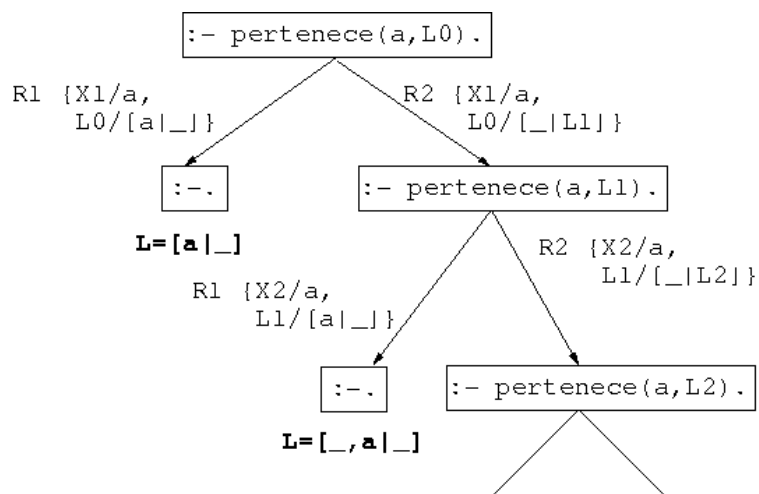 :- pertenece(a,L0).
R1 {X1/a,
L0/[a|_]}
R2 {X1/a,
L0/[_|L1]}
:-.
:- pertenece(a,L1).
L=[a|_]
R1 {X2/a,
L1/[a|_]}
R2 {X2/a,
L1/[_|L2]}
:-.
:- pertenece(a,L2).
L=[_,a|_]